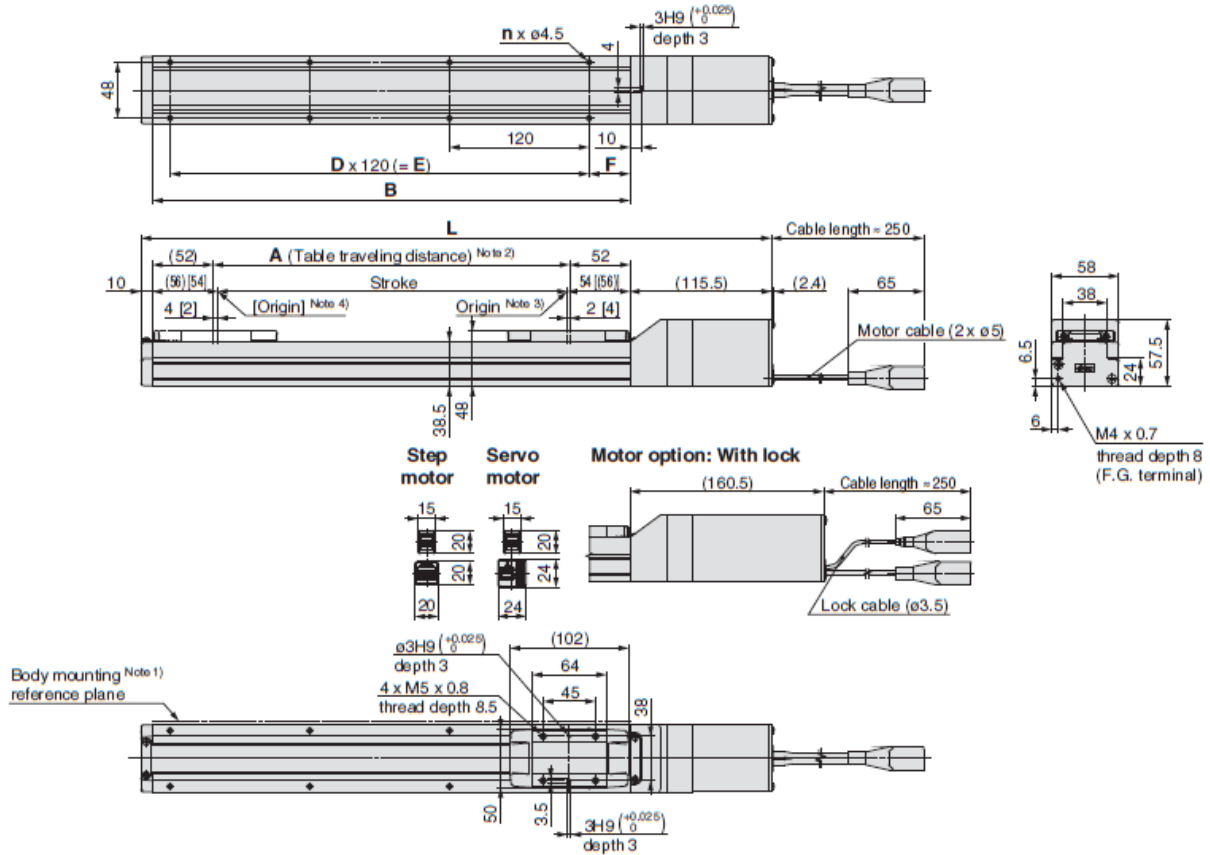 3H9 (+0.025 0)
depth 3
n x ø4.5
4
48
120
10
D x 120 (= E)
F
B
L
Cable length ≈ 250
(52)
A (Table traveling distance) Note 2)
52
10
(56) [54]
Stroke
54 [(56)]
(115.5)
(2.4)
65
4 [2]
[Origin] Note 4)
Origin Note 3)
2 [4]
Motor cable (2 x ø5)
38.5
48
58
38
6.5
24
57.5
6
M4 x 0.7
thread depth 8
(F.G. terminal)
Step
motor
Servo
motor
Motor option: With lock
15
20
20
20
15
20
24
24
(160.5)
Cable length ≈250
65
Lock cable (ø3.5)
Body mounting Note 1)
reference plane
ø3H9 (+0.025 0)
depth 3
(102)
64
4 x M5 x 0.8
thread depth 8.5
45
38
50
3.5
3H9 (+0.025 0)
depth 3